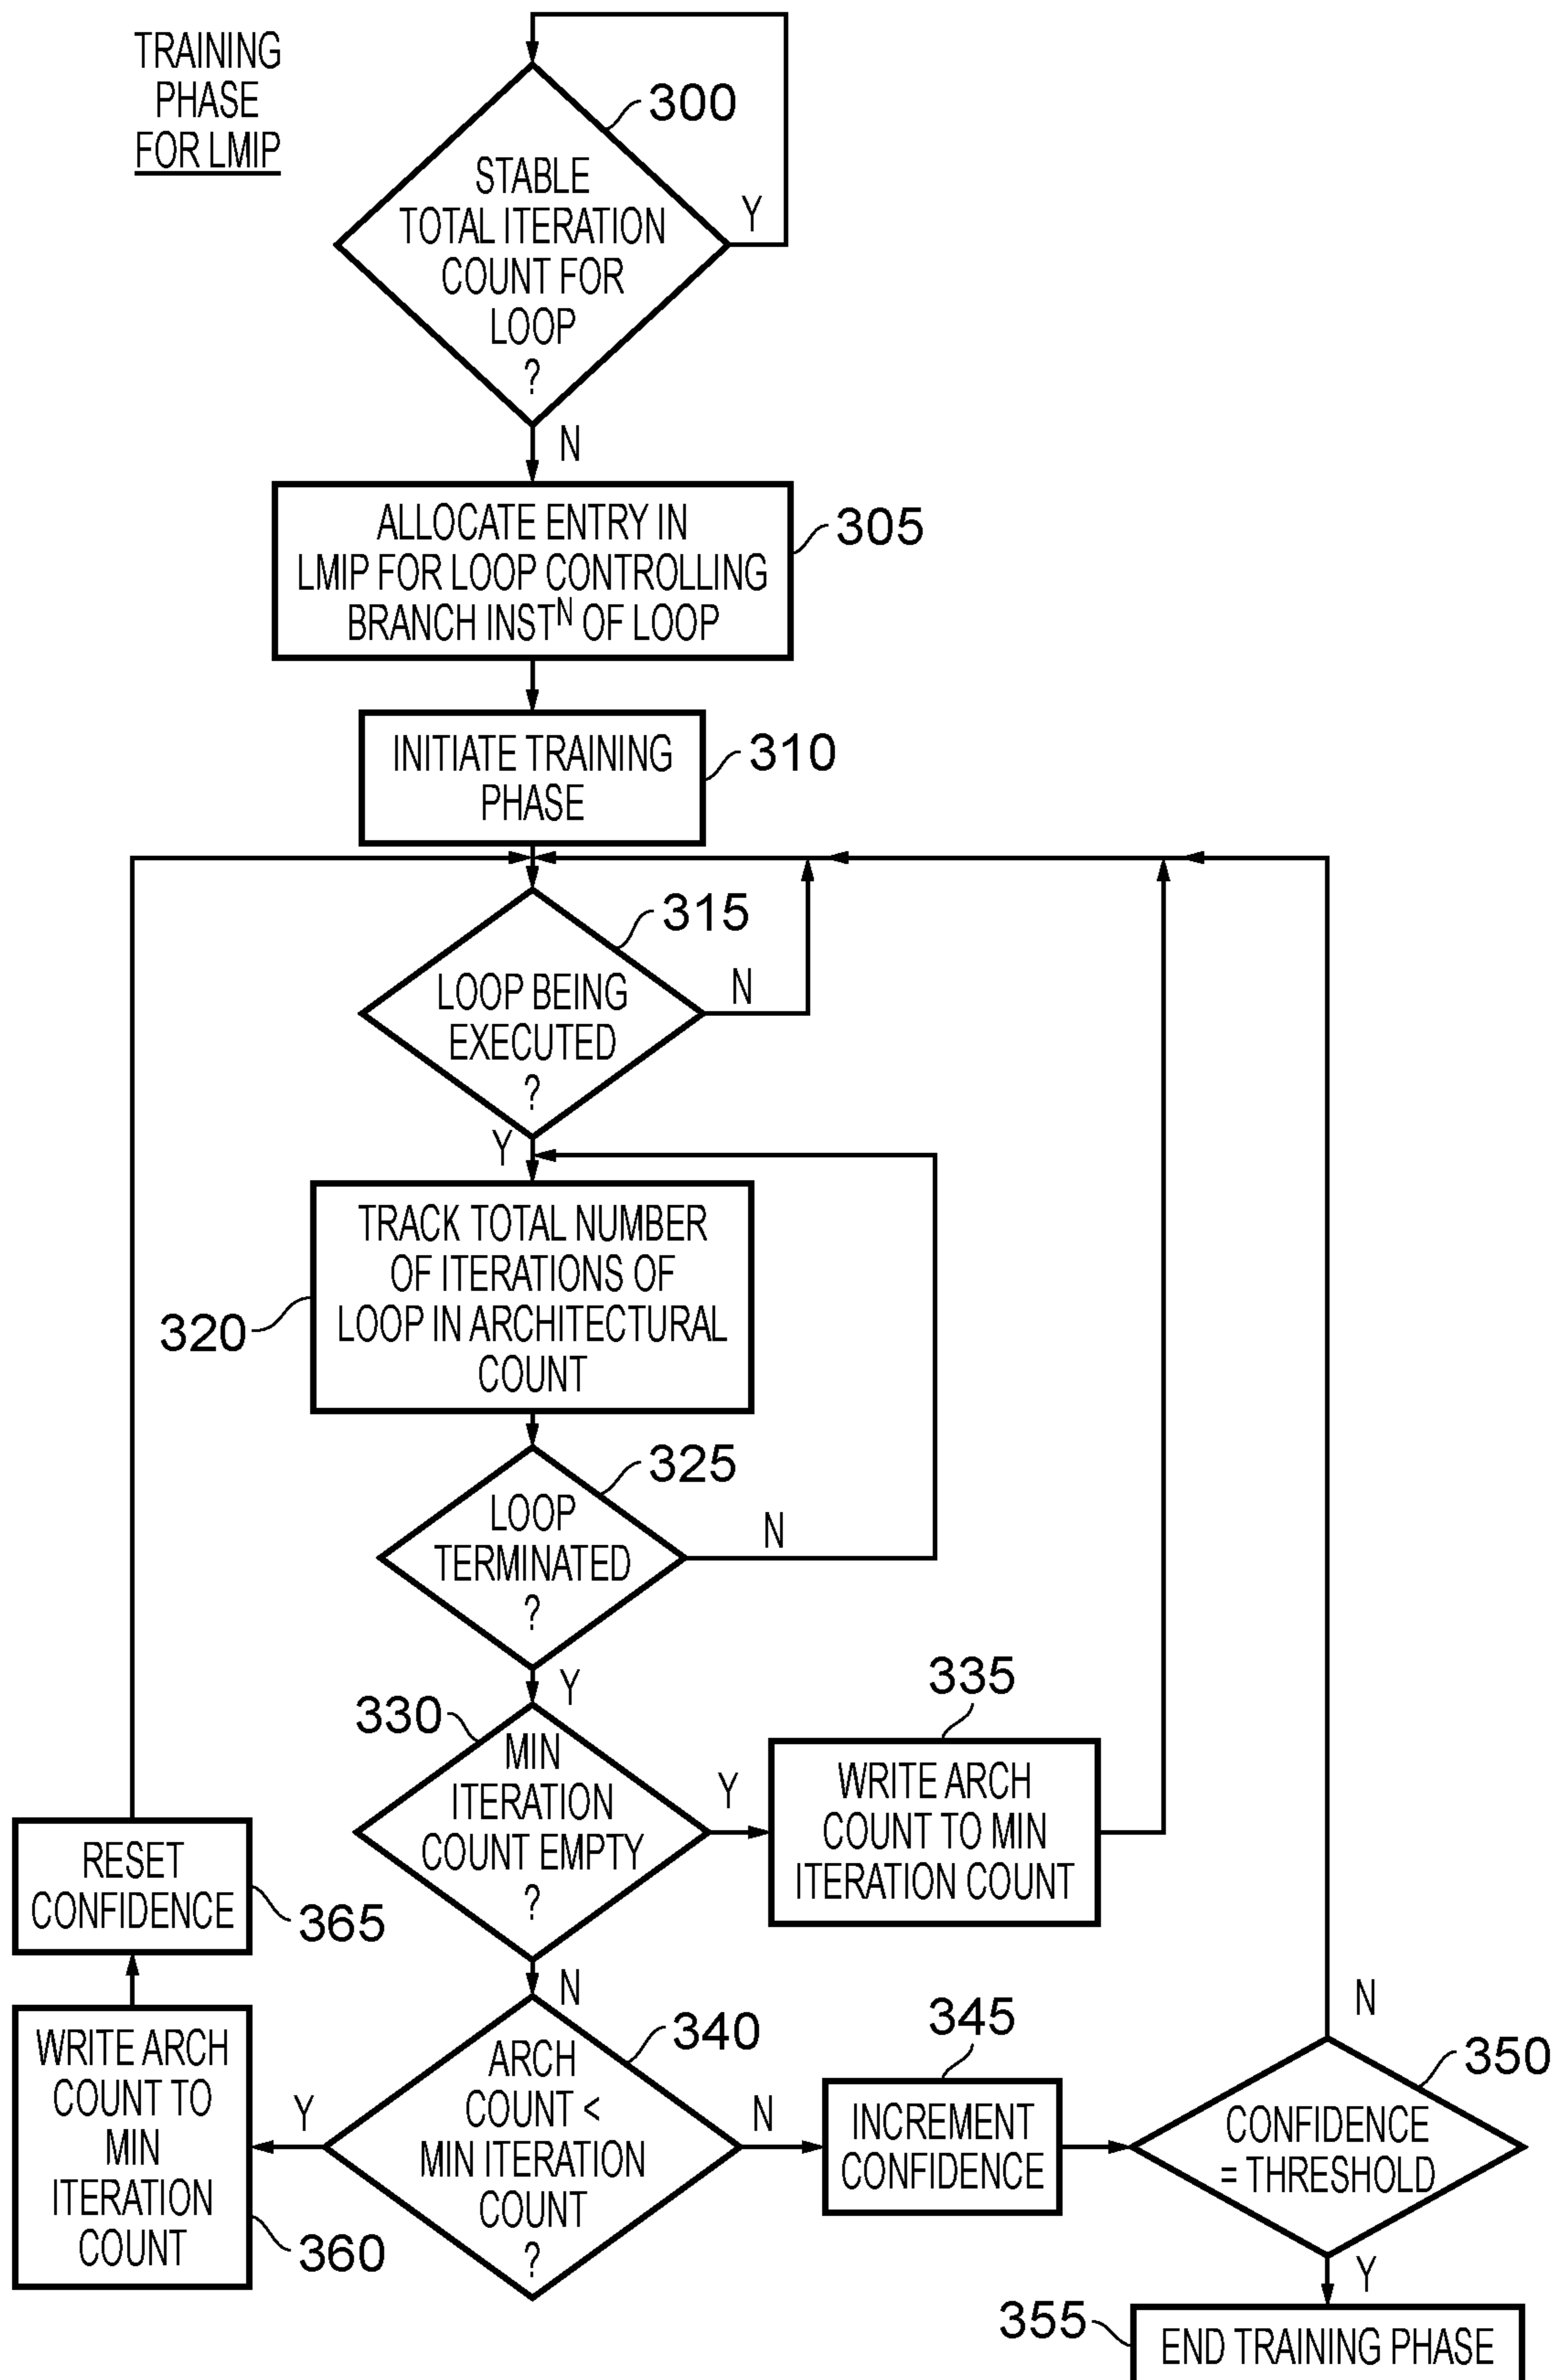 TRAINING
PHASE
FOR LMIP
300
STABLE
TOTAL ITERATION
COUNT FOR
LOOP
?
Y
N
ALLOCATE ENTRY IN
LMIP FOR LOOP CONTROLLING
BRANCH INSTᴺ OF LOOP
305
INITIATE TRAINING
PHASE
310
315
LOOP BEING
EXECUTED
?
N
Y
TRACK TOTAL NUMBER
OF ITERATIONS OF
LOOP IN ARCHITECTURAL
COUNT
320
325
LOOP
TERMINATED
?
N
Y
330
MIN
ITERATION
COUNT EMPTY
?
Y
335
WRITE ARCH
COUNT TO MIN
ITERATION COUNT
N
340
ARCH
COUNT <
MIN ITERATION
COUNT
?
N
345
INCREMENT
CONFIDENCE
350
CONFIDENCE
= THRESHOLD
N
Y
355
END TRAINING PHASE
Y
WRITE ARCH
COUNT TO
MIN
ITERATION
COUNT
360
RESET
CONFIDENCE
365